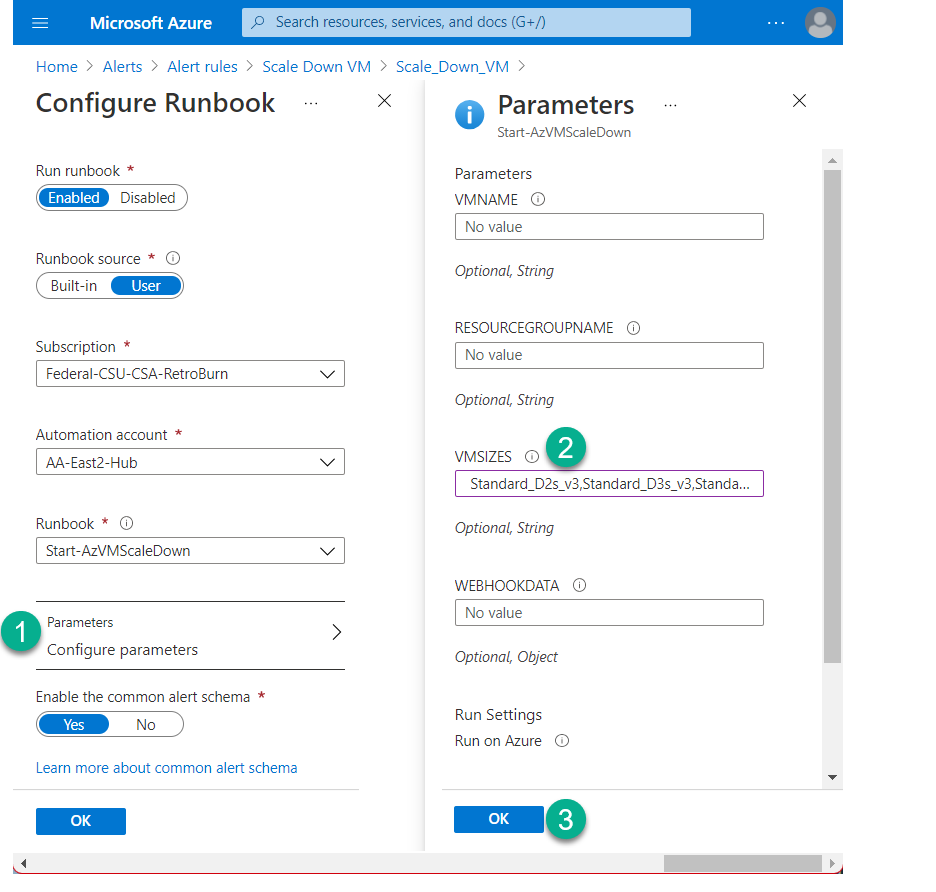 Microsoft Azure
Search resources, services, and docs (G+/)
Home > Alerts > Alert rules > Scale Down VM > Scale_Down_VM >
Configure Runbook ...
Run runbook *
Enabled Disabled
Runbook source *
Built-in User
Subscription *
Federal-CSU-CSA-RetroBurn
Automation account *
AA-East2-Hub
Runbook *
Start-AzVMScaleDown
1
Parameters
Configure parameters
Enable the common alert schema *
Yes No
Learn more about common alert schema
OK
Parameters ...
Start-AzVMScaleDown
Parameters
VMNAME
No value
Optional, String
RESOURCEGROUPNAME
No value
Optional, String
VMSIZES 2
Standard_D2s_v3,Standard_D3s_v3,Standa...
Optional, String
WEBHOOKDATA
No value
Optional, Object
Run Settings
Run on Azure
OK 3